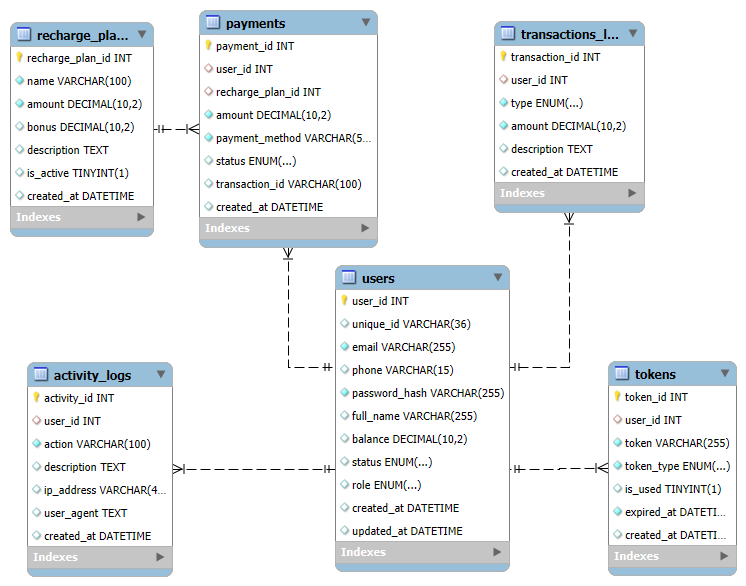 recharge_pla...
recharge_plan_id INT
name VARCHAR(100)
amount DECIMAL(10,2)
bonus DECIMAL(10,2)
description TEXT
is_active TINYINT(1)
created_at DATETIME
Indexes
payments
payment_id INT
user_id INT
recharge_plan_id INT
amount DECIMAL(10,2)
payment_method VARCHAR(5...
status ENUM(...)
transaction_id VARCHAR(100)
created_at DATETIME
Indexes
transactions_l...
transaction_id INT
user_id INT
type ENUM(...)
amount DECIMAL(10,2)
description TEXT
created_at DATETIME
Indexes
users
user_id INT
unique_id VARCHAR(36)
email VARCHAR(255)
phone VARCHAR(15)
password_hash VARCHAR(255)
full_name VARCHAR(255)
balance DECIMAL(10,2)
status ENUM(...)
role ENUM(...)
created_at DATETIME
updated_at DATETIME
Indexes
activity_logs
activity_id INT
user_id INT
action VARCHAR(100)
description TEXT
ip_address VARCHAR(4...
user_agent TEXT
created_at DATETIME
Indexes
tokens
token_id INT
user_id INT
token VARCHAR(255)
token_type ENUM(...)
is_used TINYINT(1)
expired_at DATETI...
created_at DATETI...
Indexes